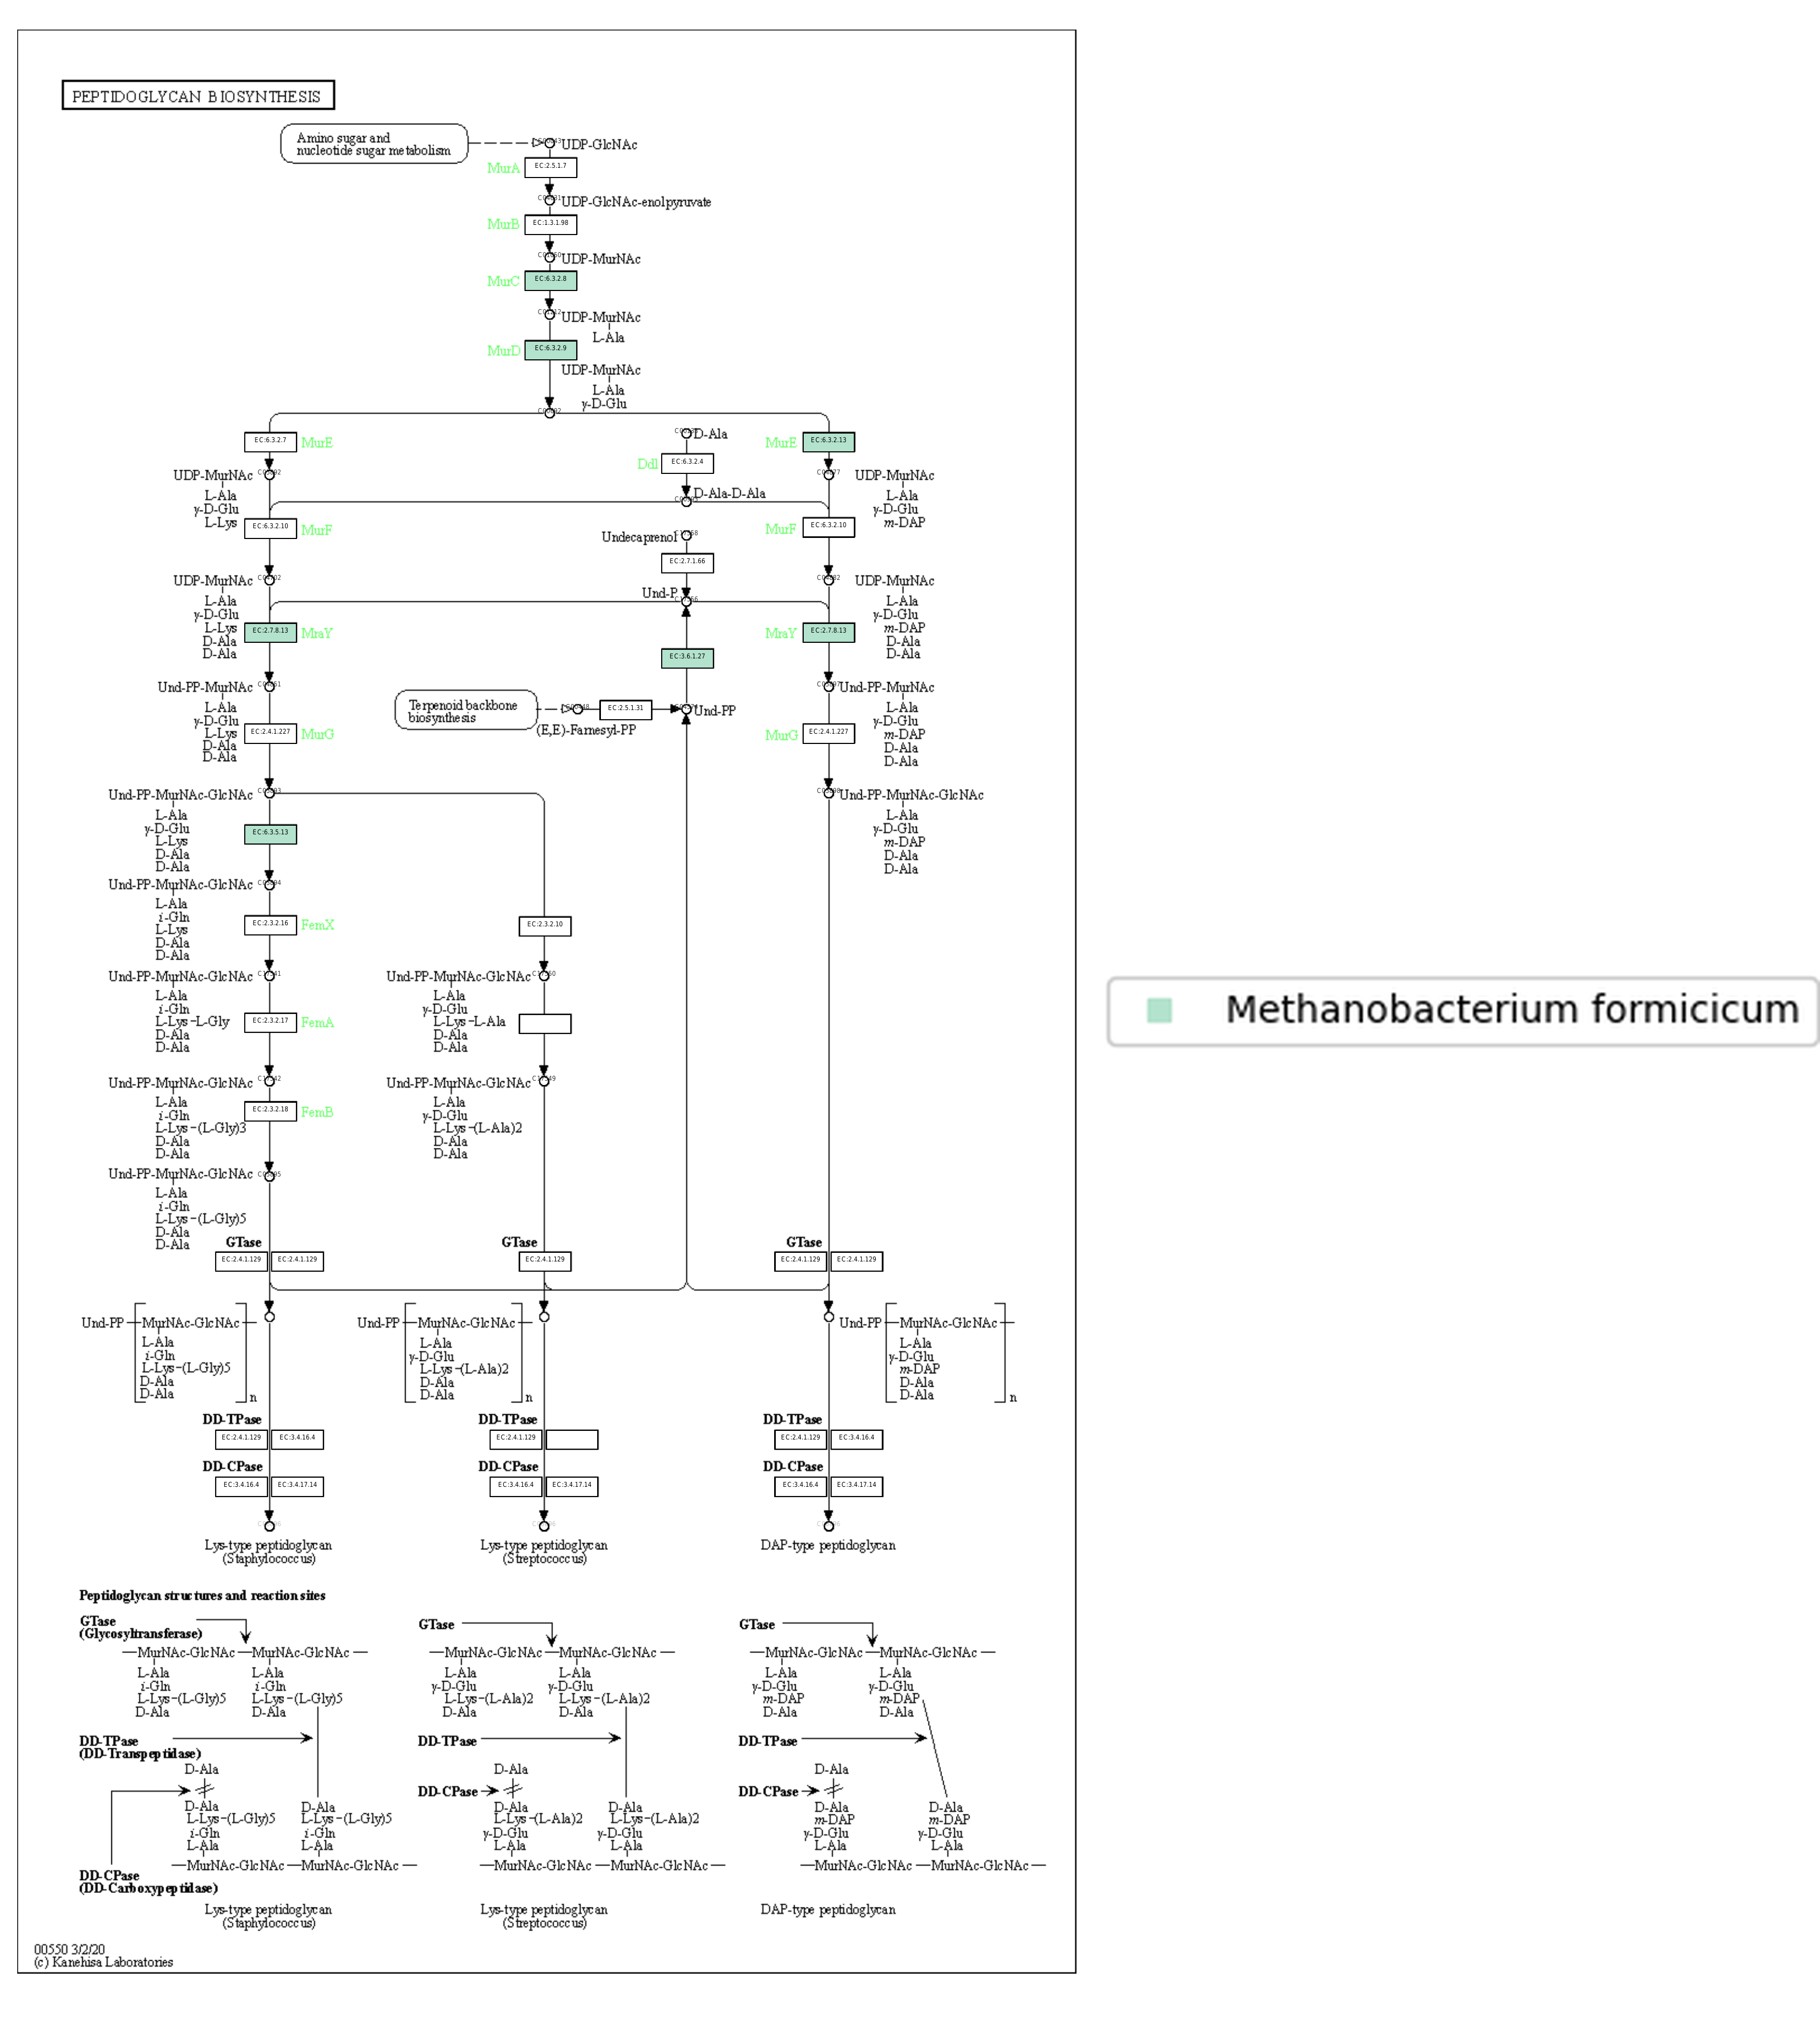 PEPTIDOGLYCAN BIOSYNTHESIS
Amino sugar and
nucleotide sugar metabolism
UDP-GlcNAc
MurA
EC:2.5.1.7
UDP-GlcNAc-enolpyruvate
MurB
EC:1.3.1.98
UDP-MurNAc
MurC
EC:6.3.2.8
UDP-MurNAc
L-Ala
MurD
EC:6.3.2.9
UDP-MurNAc
L-Ala
γ-D-Glu
EC:6.3.2.7
MurE
D-Ala
MurE
EC:6.3.2.13
Ddl
EC:6.3.2.4
UDP-MurNAc
L-Ala
γ-D-Glu
L-Lys
D-Ala-D-Ala
UDP-MurNAc
L-Ala
γ-D-Glu
m-DAP
EC:6.3.2.10
MurF
Undecaprenol
MurF
EC:6.3.2.10
EC:2.7.1.66
Und-P
UDP-MurNAc
L-Ala
γ-D-Glu
L-Lys
D-Ala
D-Ala
UDP-MurNAc
L-Ala
γ-D-Glu
m-DAP
D-Ala
D-Ala
EC:2.7.8.13
MraY
MraY
EC:2.7.8.13
EC:3.6.1.27
Und-PP-MurNAc
L-Ala
γ-D-Glu
L-Lys
D-Ala
D-Ala
Terpenoid backbone
biosynthesis
EC:2.5.1.31
Und-PP
(E,E)-Farnesyl-PP
Und-PP-MurNAc
L-Ala
γ-D-Glu
m-DAP
D-Ala
D-Ala
EC:2.4.1.227
MurG
MurG
EC:2.4.1.227
Und-PP-MurNAc-GlcNAc
L-Ala
γ-D-Glu
L-Lys
D-Ala
D-Ala
Und-PP-MurNAc-GlcNAc
L-Ala
γ-D-Glu
m-DAP
D-Ala
D-Ala
EC:6.3.5.13
Und-PP-MurNAc-GlcNAc
L-Ala
i-Gln
L-Lys
D-Ala
D-Ala
EC:2.3.2.16
FemX
EC:2.3.2.10
Und-PP-MurNAc-GlcNAc
L-Ala
i-Gln
L-Lys-L-Gly
D-Ala
D-Ala
Und-PP-MurNAc-GlcNAc
L-Ala
γ-D-Glu
L-Lys-L-Ala
D-Ala
D-Ala
Methanobacterium formicicum
EC:2.3.2.17
FemA
Und-PP-MurNAc-GlcNAc
L-Ala
i-Gln
L-Lys-(L-Gly)3
D-Ala
D-Ala
Und-PP-MurNAc-GlcNAc
L-Ala
γ-D-Glu
L-Lys-(L-Ala)2
D-Ala
D-Ala
EC:2.3.2.18
FemB
Und-PP-MurNAc-GlcNAc
L-Ala
i-Gln
L-Lys-(L-Gly)5
D-Ala
D-Ala
GTase
EC:2.4.1.129 EC:2.4.1.129
GTase
EC:2.4.1.129
GTase
EC:2.4.1.129 EC:2.4.1.129
Und-PP MurNAc-GlcNAc
L-Ala
i-Gln
L-Lys-(L-Gly)5
D-Ala
D-Ala
n
Und-PP MurNAc-GlcNAc
L-Ala
γ-D-Glu
L-Lys-(L-Ala)2
D-Ala
D-Ala
n
Und-PP MurNAc-GlcNAc
L-Ala
γ-D-Glu
m-DAP
D-Ala
D-Ala
n
DD-TPase
EC:2.4.1.129 EC:3.4.16.4
DD-TPase
EC:2.4.1.129
DD-TPase
EC:2.4.1.129 EC:3.4.16.4
DD-CPase
EC:3.4.16.4 EC:3.4.17.14
DD-CPase
EC:3.4.16.4 EC:3.4.17.14
DD-CPase
EC:3.4.16.4 EC:3.4.17.14
Lys-type peptidoglycan
(Staphylococcus)
Lys-type peptidoglycan
(Streptococcus)
DAP-type peptidoglycan
Peptidoglycan structures and reaction sites
GTase
(Glycosyltransferase)
MurNAc-GlcNAc MurNAc-GlcNAc
L-Ala L-Ala
i-Gln i-Gln
L-Lys-(L-Gly)5 L-Lys-(L-Gly)5
D-Ala D-Ala
DD-TPase
(DD-Transpeptidase)
D-Ala
D-Ala D-Ala
L-Lys-(L-Gly)5 L-Lys-(L-Gly)5
i-Gln i-Gln
L-Ala L-Ala
MurNAc-GlcNAc MurNAc-GlcNAc
DD-CPase
(DD-Carboxypeptidase)
Lys-type peptidoglycan
(Staphylococcus)
GTase
MurNAc-GlcNAc MurNAc-GlcNAc
L-Ala L-Ala
γ-D-Glu γ-D-Glu
L-Lys-(L-Ala)2 L-Lys-(L-Ala)2
D-Ala D-Ala
DD-TPase
D-Ala
DD-CPase
D-Ala D-Ala
L-Lys-(L-Ala)2 L-Lys-(L-Ala)2
γ-D-Glu γ-D-Glu
L-Ala L-Ala
MurNAc-GlcNAc MurNAc-GlcNAc
Lys-type peptidoglycan
(Streptococcus)
GTase
MurNAc-GlcNAc MurNAc-GlcNAc
L-Ala L-Ala
γ-D-Glu γ-D-Glu
m-DAP m-DAP
D-Ala D-Ala
DD-TPase
D-Ala
DD-CPase
D-Ala D-Ala
m-DAP m-DAP
γ-D-Glu γ-D-Glu
L-Ala L-Ala
MurNAc-GlcNAc MurNAc-GlcNAc
DAP-type peptidoglycan
00550 3/2/20
(c) Kanehisa Laboratories